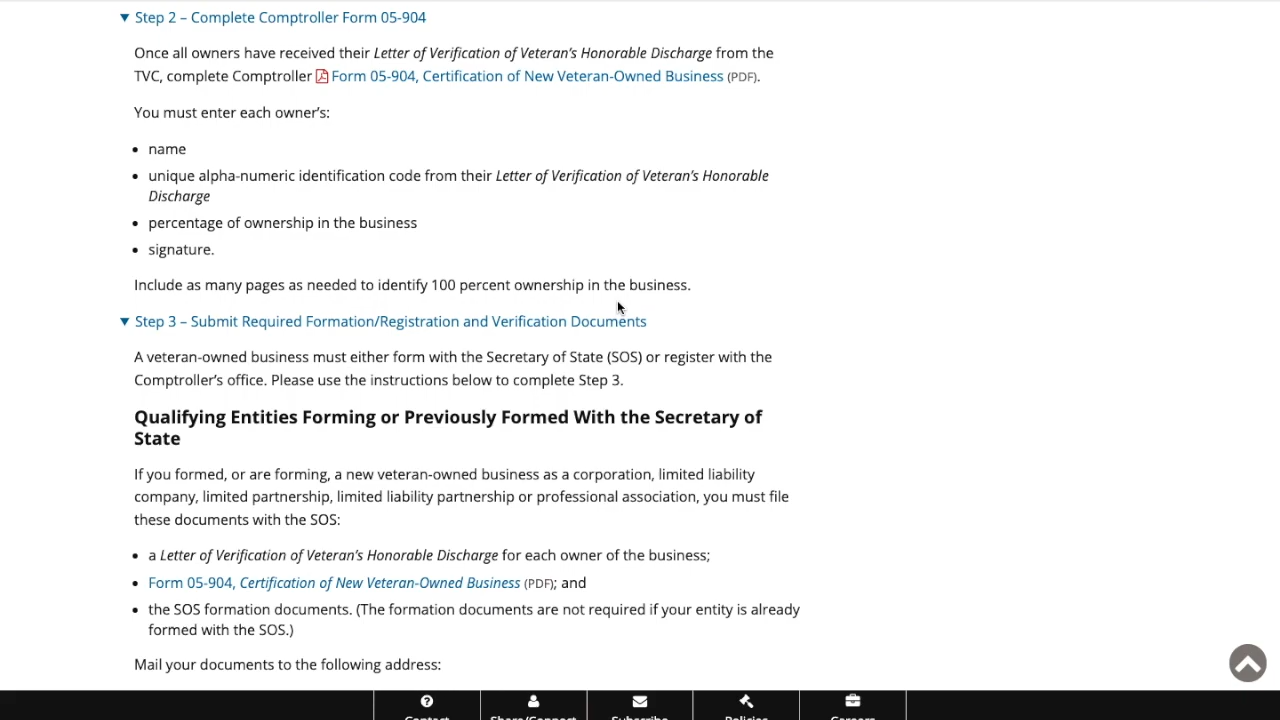 Step 2 – Complete Comptroller Form 05-904
Once all owners have received their Letter of Verification of Veteran's Honorable Discharge from the
TVC, complete Comptroller Form 05-904, Certification of New Veteran-Owned Business (PDF).
You must enter each owner's:
name
unique alpha-numeric identification code from their Letter of Verification of Veteran's Honorable
Discharge
percentage of ownership in the business
signature.
Include as many pages as needed to identify 100 percent ownership in the business.
Step 3 – Submit Required Formation/Registration and Verification Documents
A veteran-owned business must either form with the Secretary of State (SOS) or register with the
Comptroller's office. Please use the instructions below to complete Step 3.
Qualifying Entities Forming or Previously Formed With the Secretary of
State
If you formed, or are forming, a new veteran-owned business as a corporation, limited liability
company, limited partnership, limited liability partnership or professional association, you must file
these documents with the SOS:
a Letter of Verification of Veteran's Honorable Discharge for each owner of the business;
Form 05-904, Certification of New Veteran-Owned Business (PDF); and
the SOS formation documents. (The formation documents are not required if your entity is already
formed with the SOS.)
Mail your documents to the following address:
Contact Share/Connect Subscribe Policies Careers